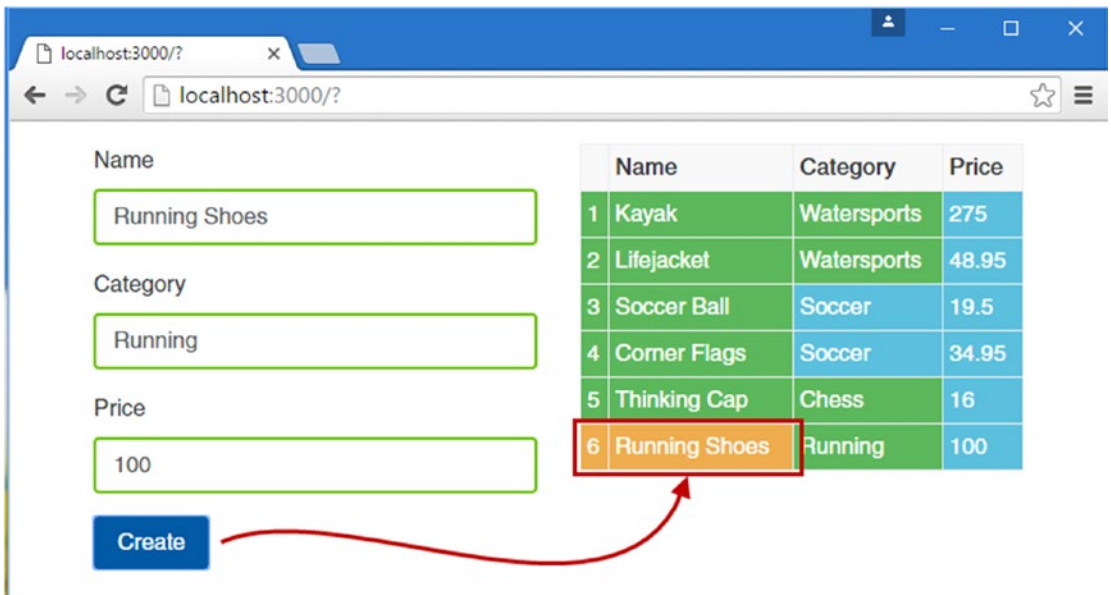 localhost:3000/?
localhost:3000/?
Name
Running Shoes
Category
Running
Price
100
Create
Name Category Price
1 Kayak Watersports 275
2 Lifejacket Watersports 48.95
3 Soccer Ball Soccer 19.5
4 Corner Flags Soccer 34.95
5 Thinking Cap Chess 16
6 Running Shoes Running 100